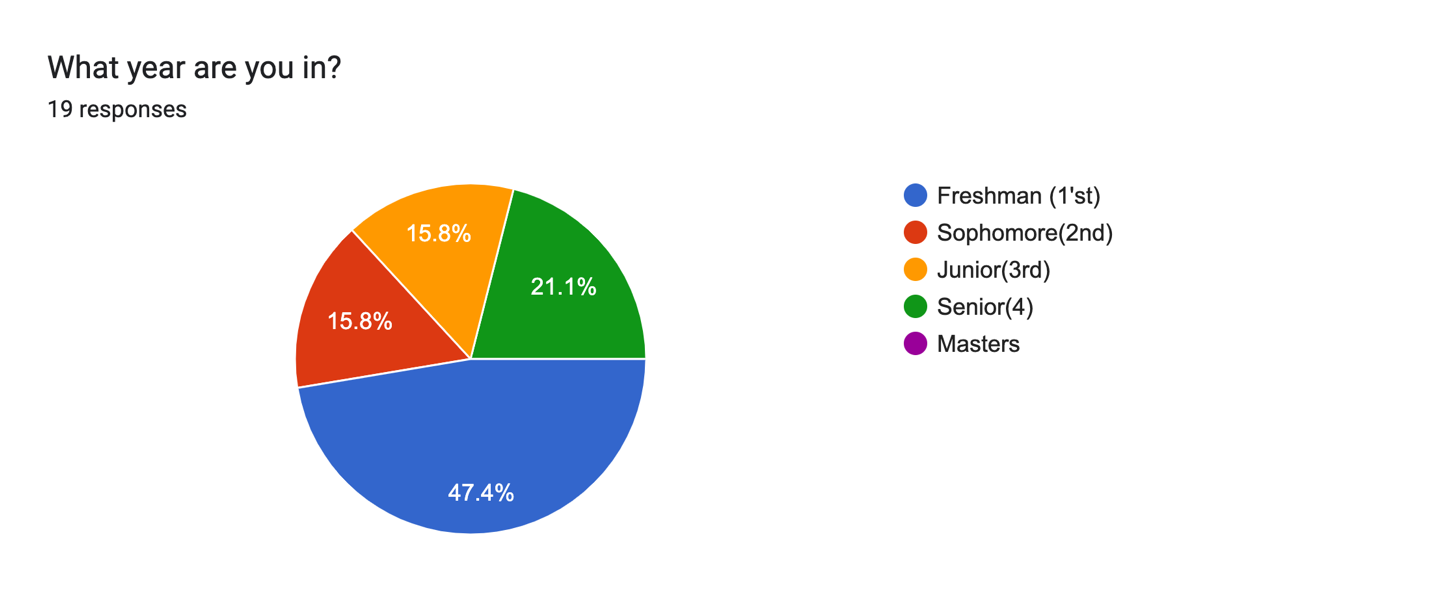 What year are you in?
19 responses
15.8%
21.1%
15.8%
47.4%
Freshman (1'st)
Sophomore(2nd)
Junior(3rd)
Senior(4)
Masters